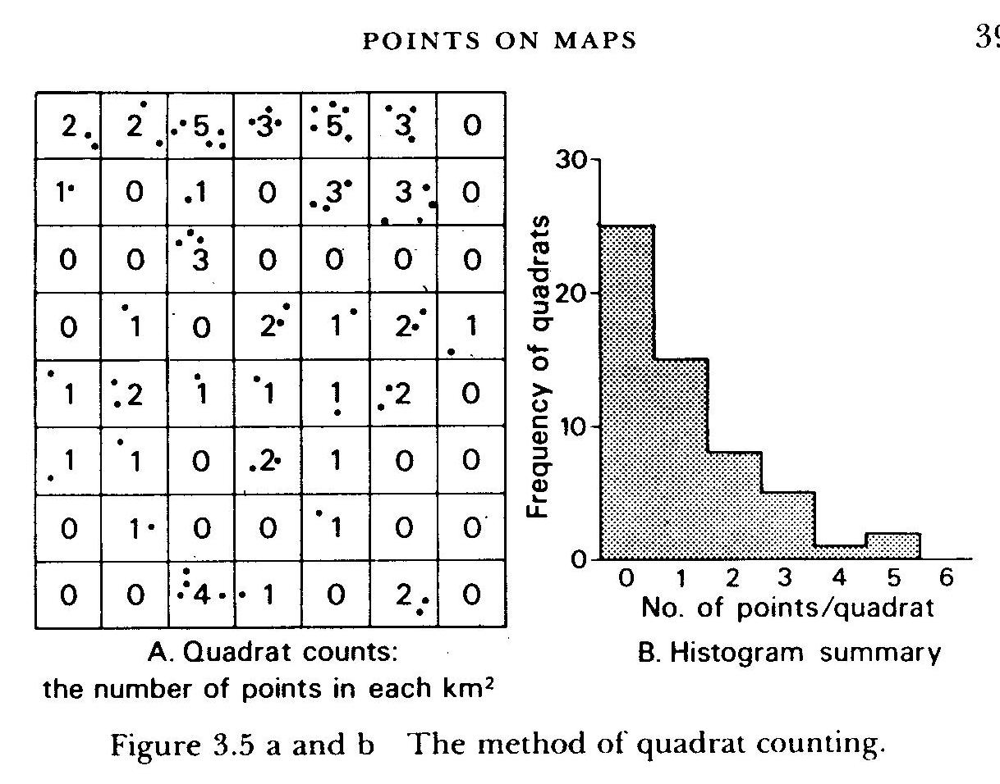 POINTS ON MAPS
2 2 5 3 5 3 0
1 0 1 0 3 3 0
0 0 3 0 0 0 0
0 1 0 2 1 2 1
1 2 1 1 1 2 0
1 1 0 2 1 0 0
0 1 0 0 1 0 0
0 0 4 1 0 2 0
A. Quadrat counts:
the number of points in each km²
Frequency of quadrats
30
20
10
0
0 1 2 3 4 5 6
No. of points/quadrat
B. Histogram summary
Figure 3.5 a and b The method of quadrat counting.